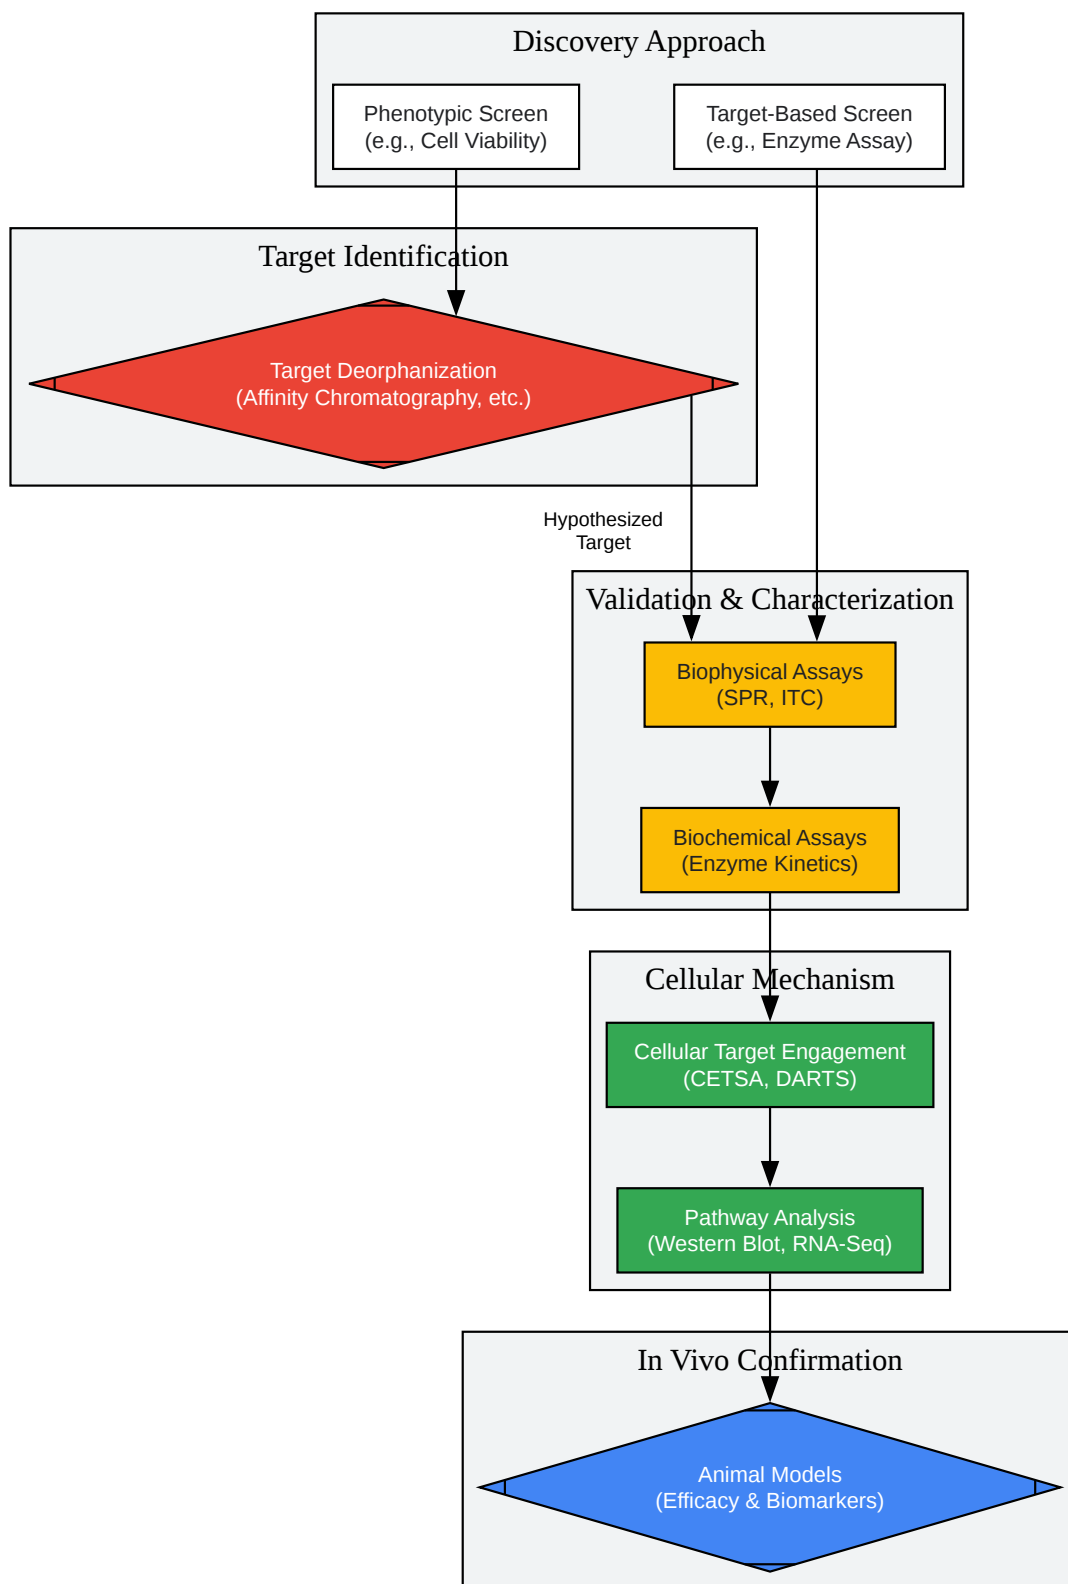 Discovery Approach
Phenotypic Screen
(e.g., Cell Viability)
Target-Based Screen
(e.g., Enzyme Assay)
Target Identification
Target Deorphanization
(Affinity Chromatography, etc.)
Hypothesized
Target
Validation & Characterization
Biophysical Assays
(SPR, ITC)
Biochemical Assays
(Enzyme Kinetics)
Cellular Mechanism
Cellular Target Engagement
(CETSA, DARTS)
Pathway Analysis
(Western Blot, RNA-Seq)
In Vivo Confirmation
Animal Models
(Efficacy & Biomarkers)